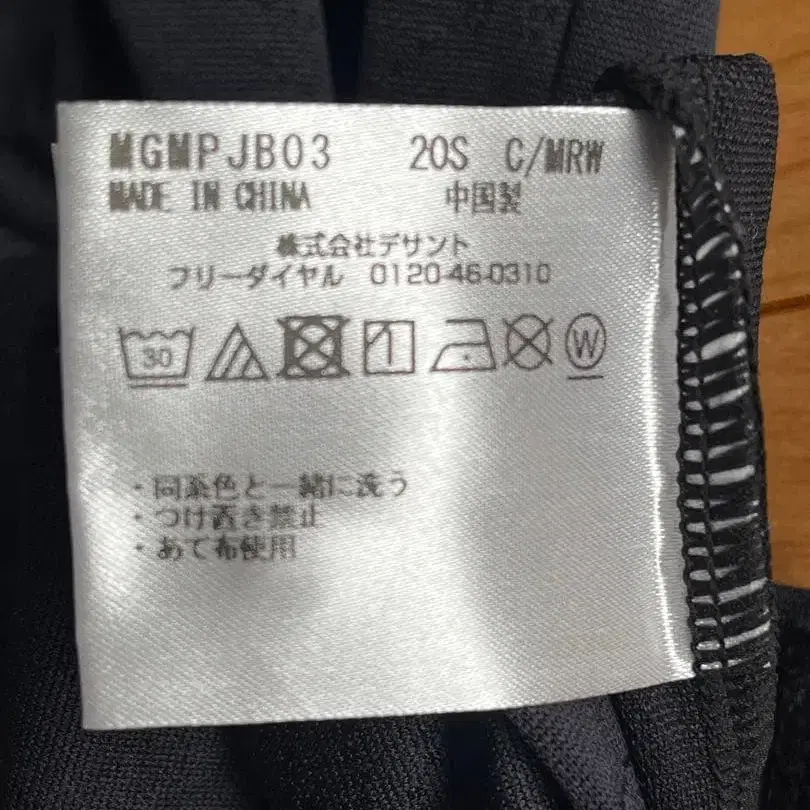 MGMPJB03 20S C/MRW
MADE IN CHINA 中国製
株式会社デサント
フリーダイヤル 0120-46-0310
30 W
・同系色と一緒に洗う
・つけ置き禁止
・あて布使用